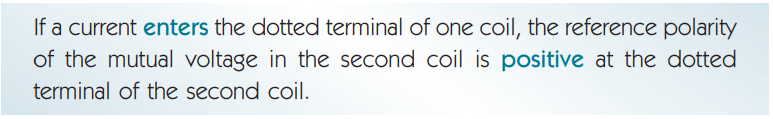 If a current enters the dotted terminal of one coil, the reference polarity
of the mutual voltage in the second coil is positive at the dotted
terminal of the second coil.